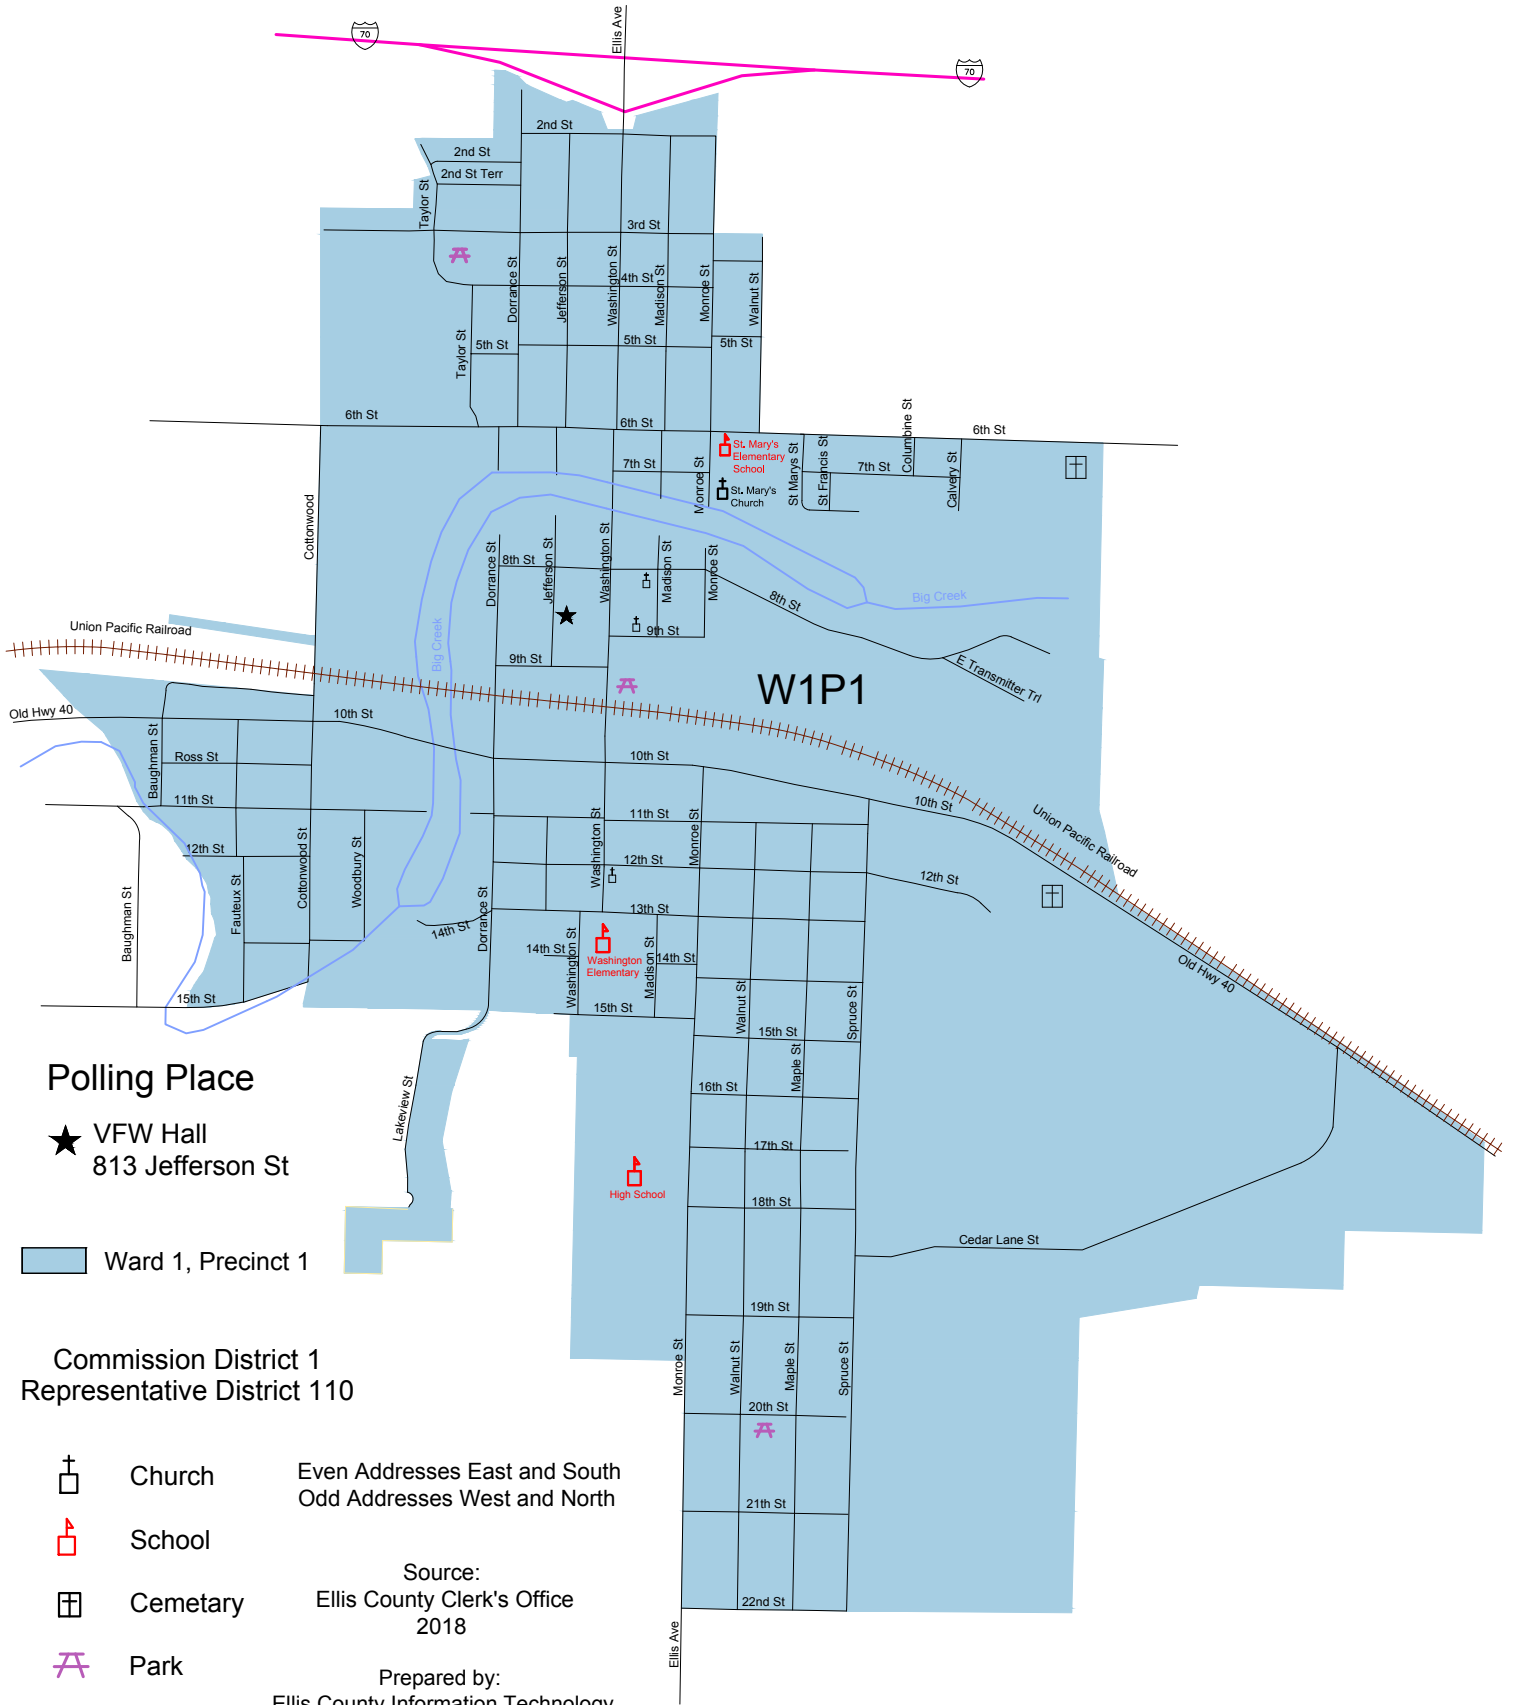 70
Ellis Ave
70
2nd St
2nd St
2nd St Terr
Taylor St
3rd St
4th St
Dorrance St
Jefferson St
Washington St
Madison St
Monroe St
Walnut St
Taylor St
5th St
5th St
5th St
6th St
6th St
6th St
Columbine St
St. Mary's
Elementary
School
7th St
Monroe St
St. Mary's
Church
St Marys St
St Francis St
7th St
Calvery St
Cottonwood
Dorrance St
8th St
Jefferson St
Washington St
Madison St
Monroe St
8th St
Big Creek
Union Pacific Railroad
Big Creek
9th St
9th St
E Transmitter Trl
W1P1
Old Hwy 40
10th St
Baughman St
Ross St
10th St
11th St
10th St
Union Pacific Railroad
11th St
Washington St
Monroe St
12th St
Cottonwood St
Woodbury St
12th St
12th St
Baughman St
Fauteux St
14th St
Dorrance St
13th St
14th St
Washington St
Washington
Elementary
Madison St
14th St
Old Hwy 40
15th St
15th St
Walnut St
Spruce St
15th St
Maple St
Polling Place
VFW Hall
813 Jefferson St
Lakeview St
16th St
17th St
High School
18th St
Cedar Lane St
Ward 1, Precinct 1
19th St
Commission District 1
Representative District 110
Monroe St
Walnut St
Maple St
Spruce St
20th St
Church
Even Addresses East and South
Odd Addresses West and North
21th St
School
Source:
Ellis County Clerk's Office
2018
Cemetary
22nd St
Ellis Ave
Park
Prepared by:
Ellis County Information Technology